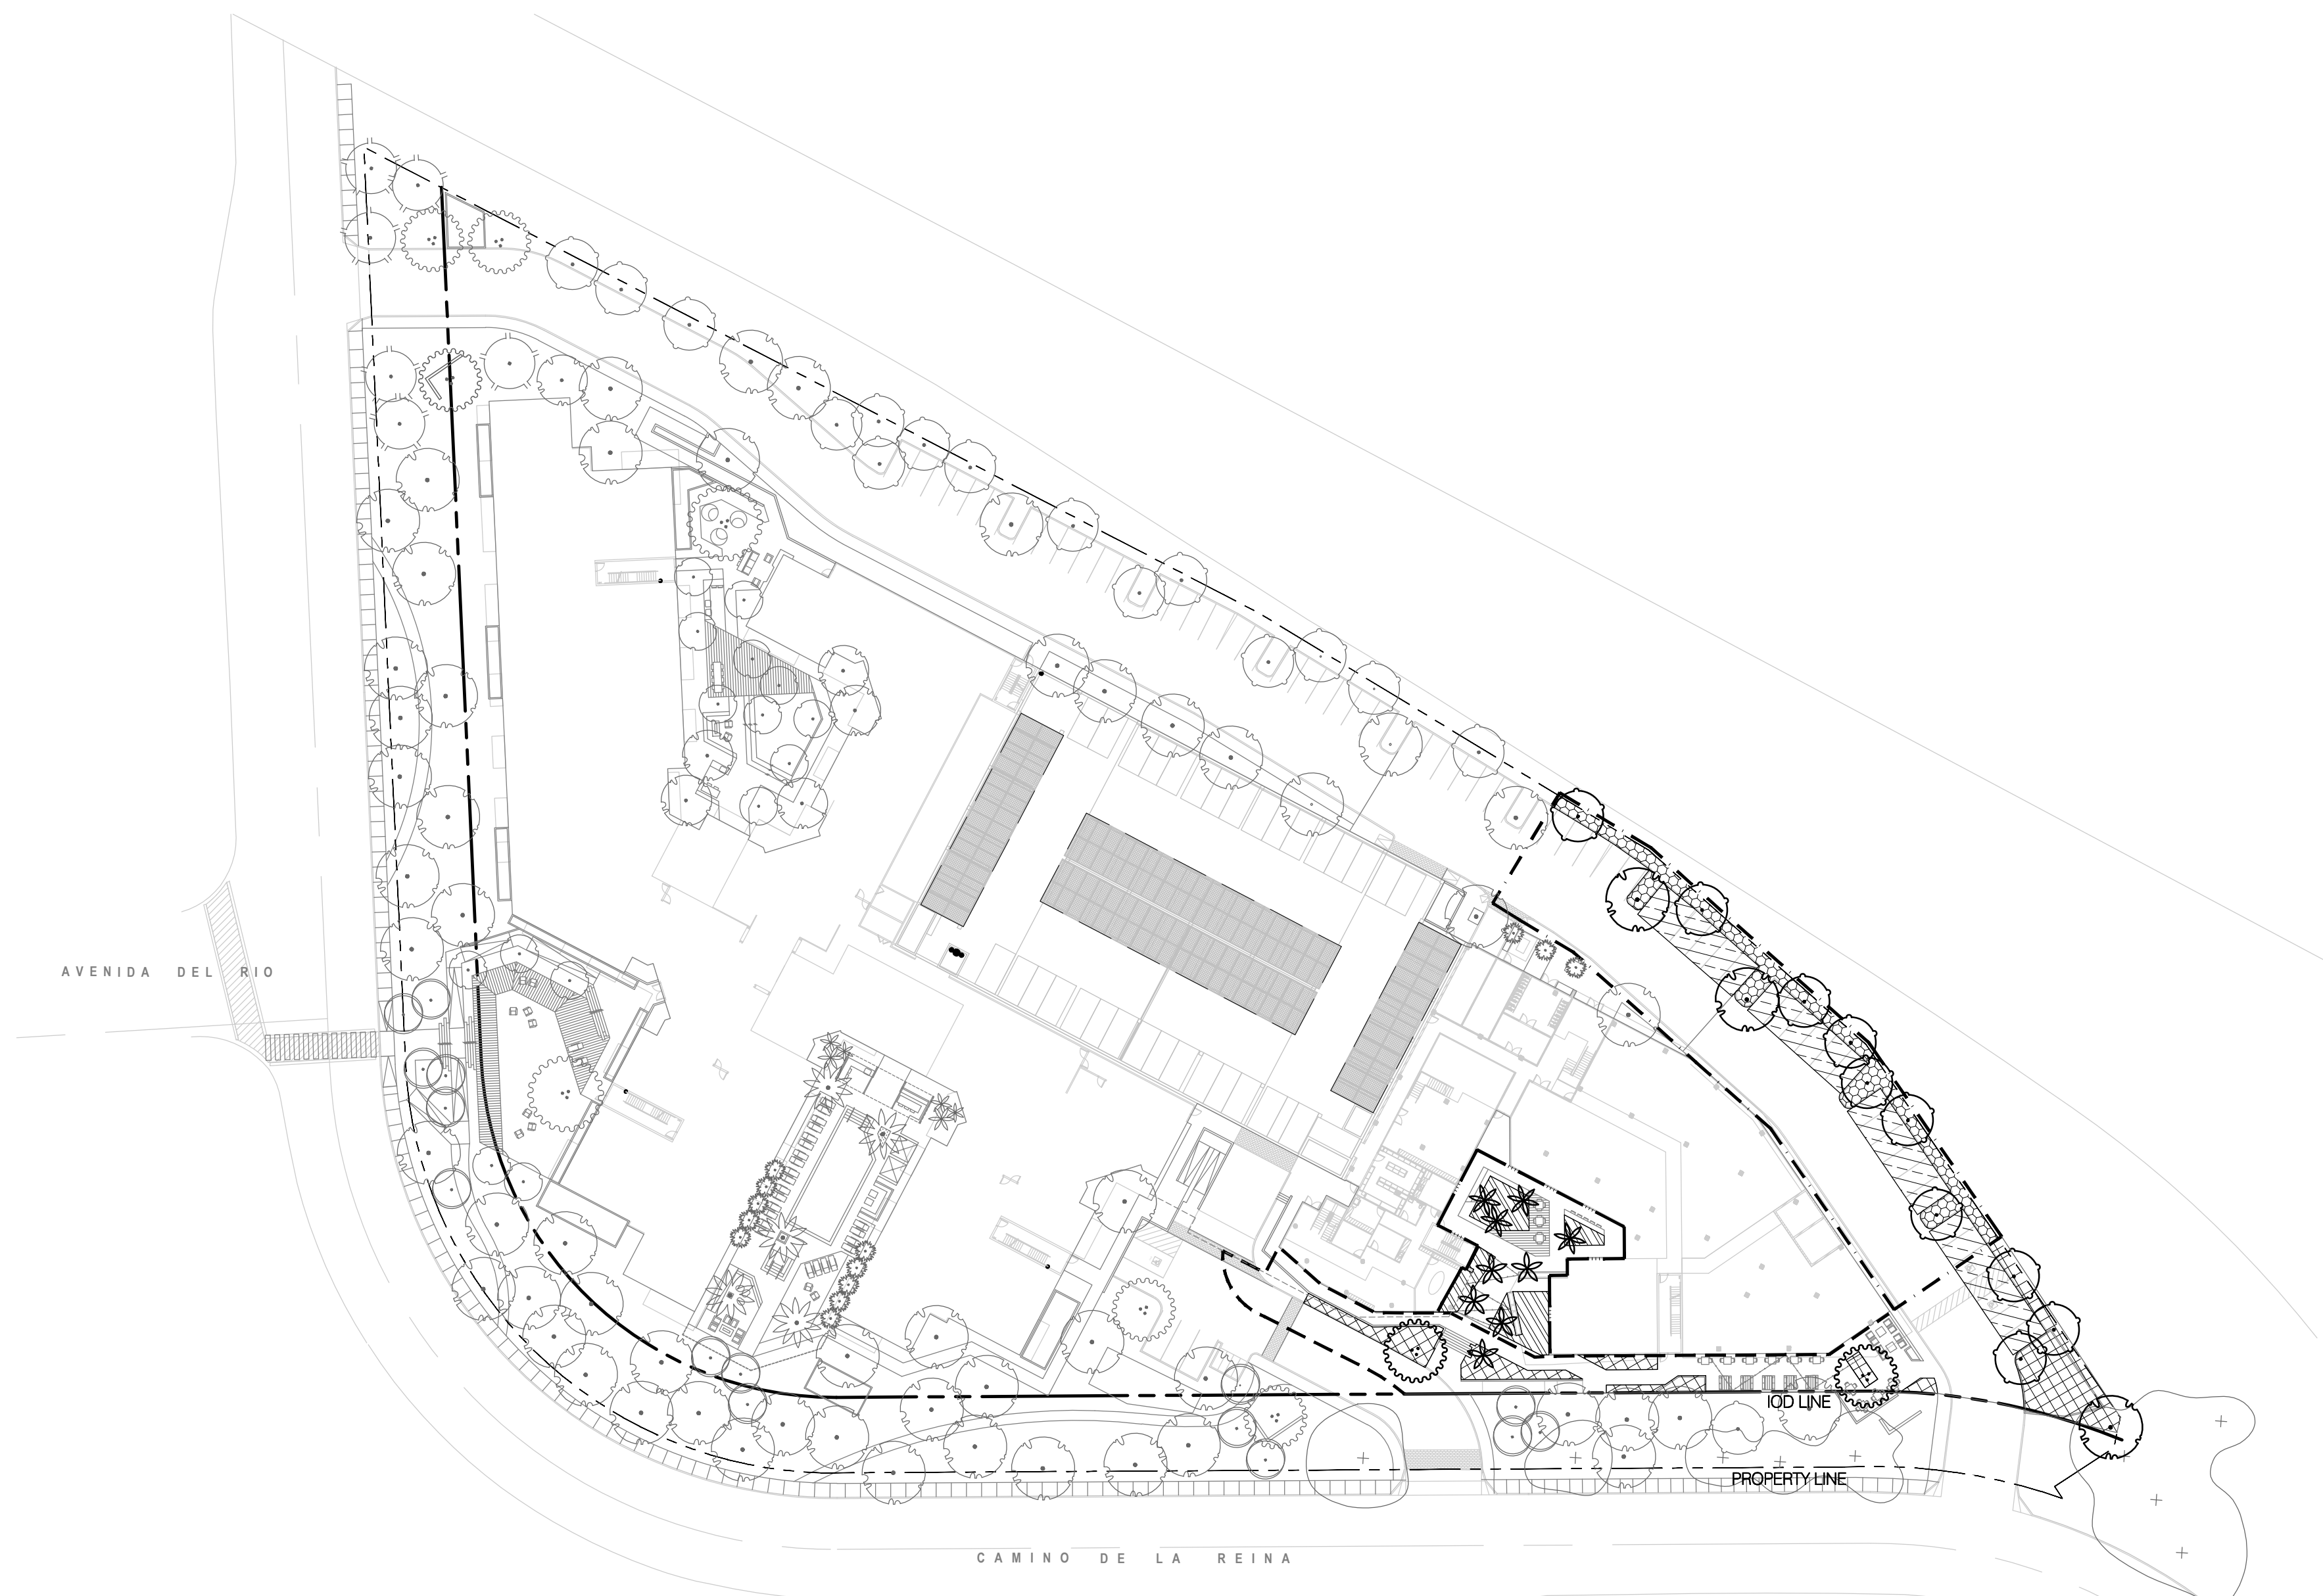 AVENIDA DEL RIO
IOD LINE
PROPERTY LINE
CAMINO DE LA REINA